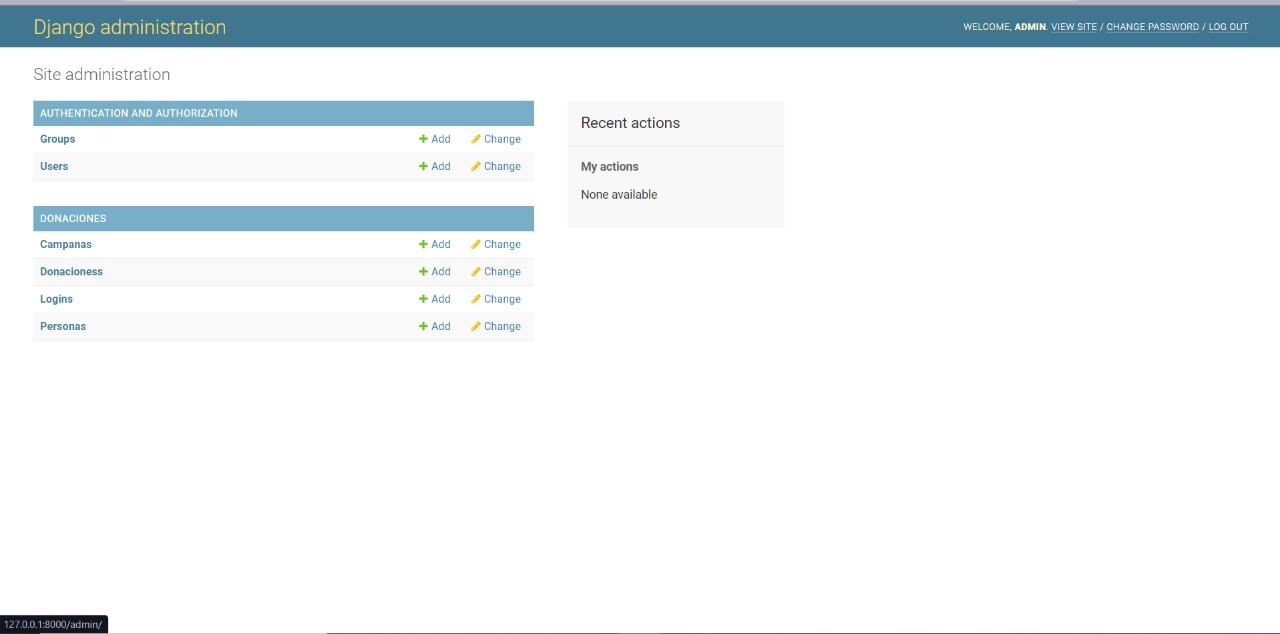 Django administration
WELCOME, ADMIN. VIEW SITE / CHANGE PASSWORD / LOG OUT
Site administration
AUTHENTICATION AND AUTHORIZATION
Groups Add Change
Users Add Change
DONACIONES
Campanas Add Change
Donacioness Add Change
Logins Add Change
Personas Add Change
Recent actions
My actions
None available
127.0.0.1:8000/admin/